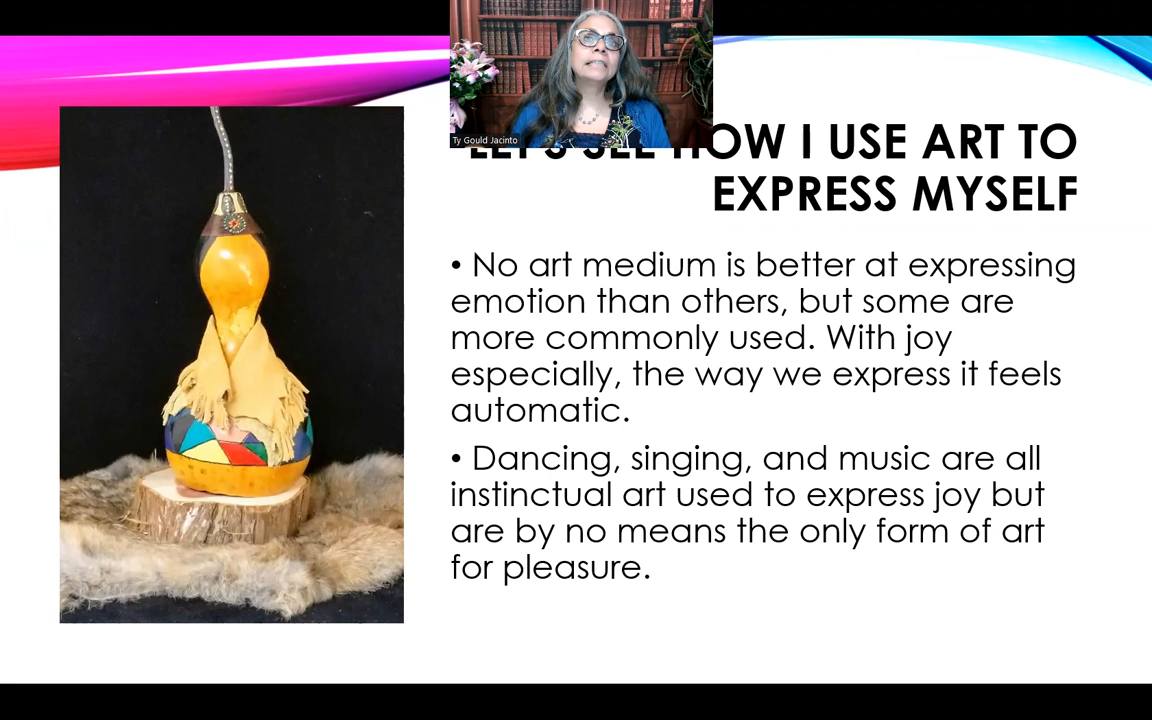 Ty Gould Jacinto
LET'S SEE HOW I USE ART TO
EXPRESS MYSELF
• No art medium is better at expressing
emotion than others, but some are
more commonly used. With joy
especially, the way we express it feels
automatic.
• Dancing, singing, and music are all
instinctual art used to express joy but
are by no means the only form of art
for pleasure.